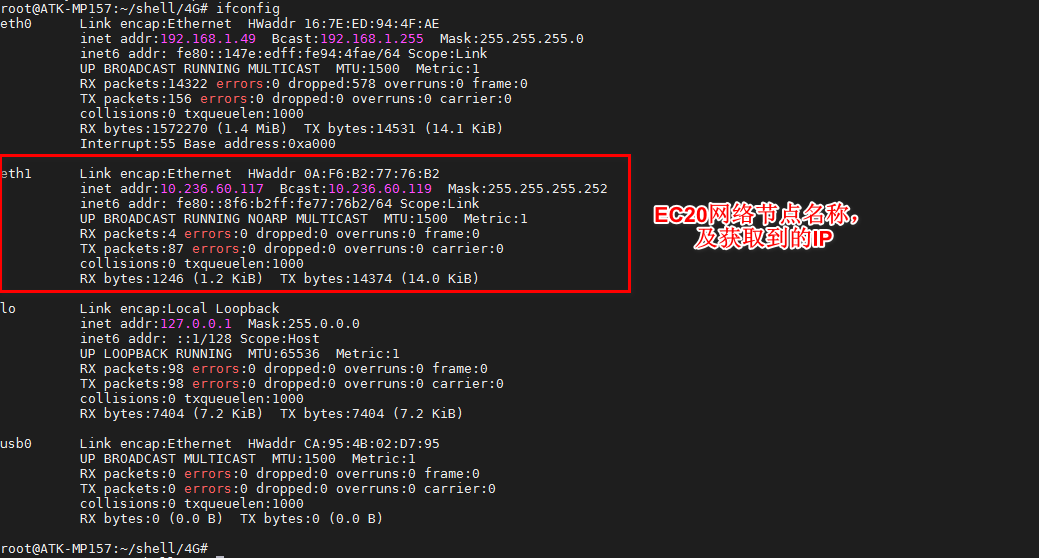 root@ATK-MP157:~/shell/4G# ifconfig
eth0      Link encap:Ethernet  HWaddr 16:7E:ED:94:4F:AE
          inet addr:192.168.1.49  Bcast:192.168.1.255  Mask:255.255.255.0
          inet6 addr: fe80::147e:edff:fe94:4fae/64 Scope:Link
          UP BROADCAST RUNNING MULTICAST  MTU:1500  Metric:1
          RX packets:14322 errors:0 dropped:578 overruns:0 frame:0
          TX packets:156 errors:0 dropped:0 overruns:0 carrier:0
          collisions:0 txqueuelen:1000
          RX bytes:1572270 (1.4 MiB)  TX bytes:14531 (14.1 KiB)
          Interrupt:55 Base address:0xa000
eth1      Link encap:Ethernet  HWaddr 0A:F6:B2:77:76:B2
          inet addr:10.236.60.117  Bcast:10.236.60.119  Mask:255.255.255.252
          inet6 addr: fe80::8f6:b2ff:fe77:76b2/64 Scope:Link
          UP BROADCAST RUNNING NOARP MULTICAST  MTU:1500  Metric:1
          RX packets:4 errors:0 dropped:0 overruns:0 frame:0
          TX packets:87 errors:0 dropped:0 overruns:0 carrier:0
          collisions:0 txqueuelen:1000
          RX bytes:1246 (1.2 KiB)  TX bytes:14374 (14.0 KiB)
EC20网络节点名称，
及获取到的IP
lo        Link encap:Local Loopback
          inet addr:127.0.0.1  Mask:255.0.0.0
          inet6 addr: ::1/128 Scope:Host
          UP LOOPBACK RUNNING  MTU:65536  Metric:1
          RX packets:98 errors:0 dropped:0 overruns:0 frame:0
          TX packets:98 errors:0 dropped:0 overruns:0 carrier:0
          collisions:0 txqueuelen:1000
          RX bytes:7404 (7.2 KiB)  TX bytes:7404 (7.2 KiB)
usb0      Link encap:Ethernet  HWaddr CA:95:4B:02:D7:95
          UP BROADCAST MULTICAST  MTU:1500  Metric:1
          RX packets:0 errors:0 dropped:0 overruns:0 frame:0
          TX packets:0 errors:0 dropped:0 overruns:0 carrier:0
          collisions:0 txqueuelen:1000
          RX bytes:0 (0.0 B)  TX bytes:0 (0.0 B)
root@ATK-MP157:~/shell/4G#